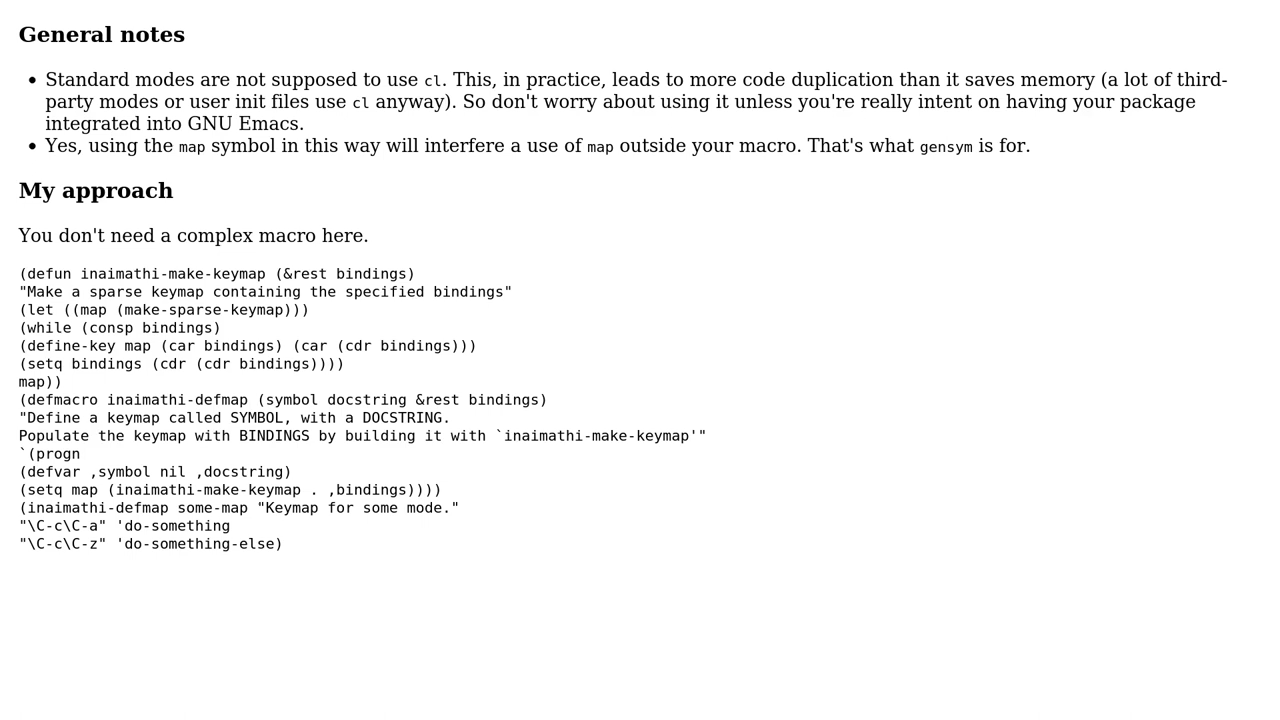 General notes
• Standard modes are not supposed to use cl. This, in practice, leads to more code duplication than it saves memory (a lot of third-
party modes or user init files use cl anyway). So don't worry about using it unless you're really intent on having your package
integrated into GNU Emacs.
• Yes, using the map symbol in this way will interfere a use of map outside your macro. That's what gensym is for.
My approach
You don't need a complex macro here.
(defun inaimathi-make-keymap (&rest bindings)
"Make a sparse keymap containing the specified bindings"
(let ((map (make-sparse-keymap)))
(while (consp bindings)
(define-key map (car bindings) (car (cdr bindings)))
(setq bindings (cdr (cdr bindings))))
map))
(defmacro inaimathi-defmap (symbol docstring &rest bindings)
"Define a keymap called SYMBOL, with a DOCSTRING.
Populate the keymap with BINDINGS by building it with `inaimathi-make-keymap'"
`(progn
(defvar ,symbol nil ,docstring)
(setq map (inaimathi-make-keymap . ,bindings))))
(inaimathi-defmap some-map "Keymap for some mode."
"\C-c\C-a" 'do-something
"\C-c\C-z" 'do-something-else)